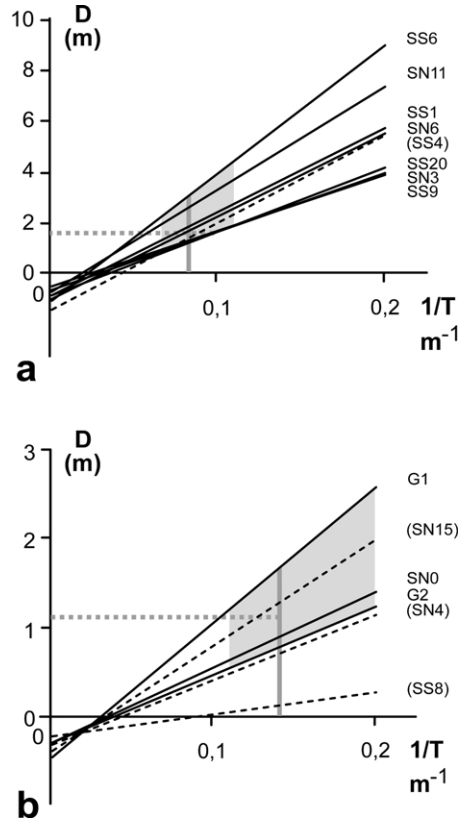 D
(m)
10
8
6
4
2
0
0
0,1
0,2
1/T
m-1
SS6
SN11
SS1
SN6
(SS4)
SS20
SN3
SS9
a
D
(m)
3
2
1
0
0
0,1
0,2
1/T
m-1
G1
(SN15)
SN0
G2
(SN4)
(SS8)
b